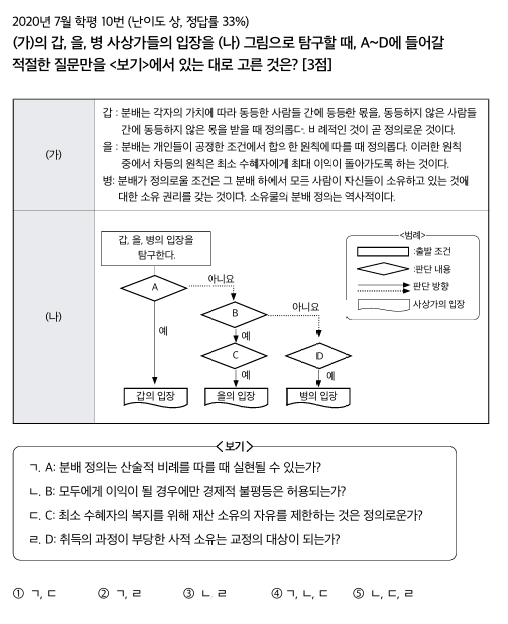 2020년 7월 학평 10번 (난이도 상, 정답률 33%)
(가)의 갑, 을, 병 사상가들의 입장을 (나) 그림으로 탐구할 때, A~D에 들어갈
적절한 질문만을 <보기>에서 있는 대로 고른 것은? [3점]
(가)
갑 : 분배는 각자의 가치에 따라 동등한 사람들 간에 동등한 몫을, 동등하지 않은 사람들
간에 동등하지 않은 몫을 받을 때 정의롭다. 비례적인 것이 곧 정의로운 것이다.
을 : 분배는 개인들이 공정한 조건에서 합의한 원칙에 따를 때 정의롭다. 이러한 원칙
중에서 차등의 원칙은 최소 수혜자에게 최대 이익이 돌아가도록 하는 것이다.
병: 분배가 정의로울 조건은 그 분배 하에서 모든 사람이 자신들이 소유하고 있는 것에
대한 소유 권리를 갖는 것이다. 소유물의 분배 정의는 역사적이다.
(나)
갑, 을, 병의 입장을
탐구한다.
<범례>
:출발 조건
:판단 내용
:판단 방향
:사상가의 입장
A
아니요
B
아니요
예
예
C
D
예
예
갑의 입장
을의 입장
병의 입장
<보기>
ㄱ. A: 분배 정의는 산술적 비례를 따를 때 실현될 수 있는가?
ㄴ. B: 모두에게 이익이 될 경우에만 경제적 불평등은 허용되는가?
ㄷ. C: 최소 수혜자의 복지를 위해 재산 소유의 자유를 제한하는 것은 정의로운가?
ㄹ. D: 취득의 과정이 부당한 사적 소유는 교정의 대상이 되는가?
① ㄱ, ㄷ ② ㄱ, ㄹ ③ ㄴ, ㄹ ④ ㄱ, ㄴ, ㄷ ⑤ ㄴ, ㄷ, ㄹ